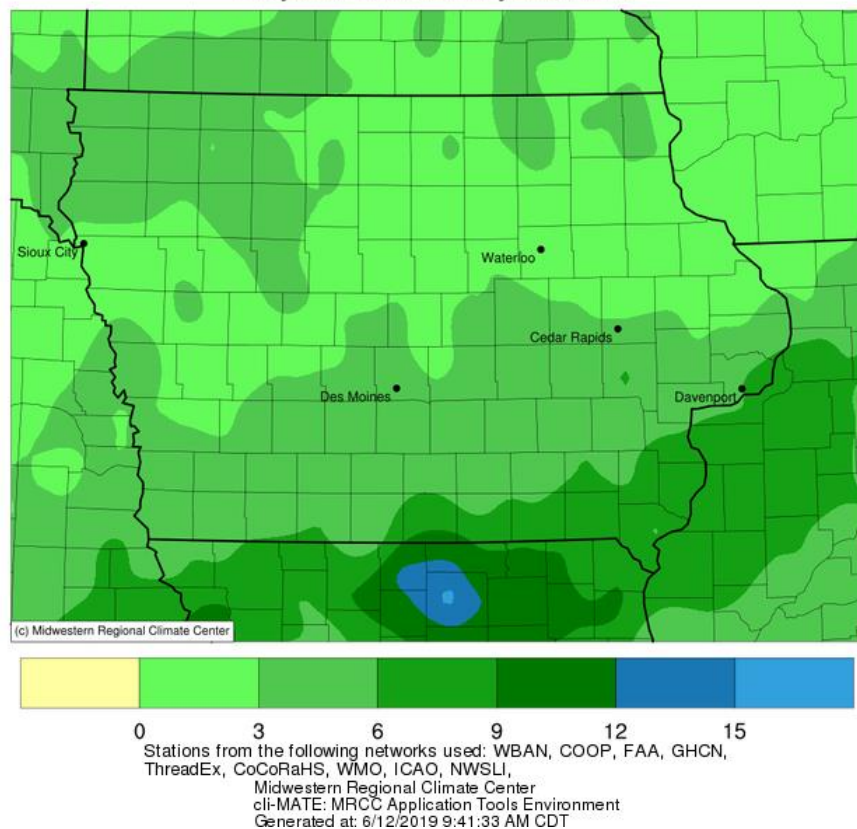 Sioux City
Waterloo
Cedar Rapids
Des Moines
Davenport
(c) Midwestern Regional Climate Center
0 3 6 9 12 15
Stations from the following networks used: WBAN, COOP, FAA, GHCN,
ThreadEx, CoCoRaHS, WMO, ICAO, NWSLI,
Midwestern Regional Climate Center
cli-MATE: MRCC Application Tools Environment
Generated at: 6/12/2019 9:41:33 AM CDT